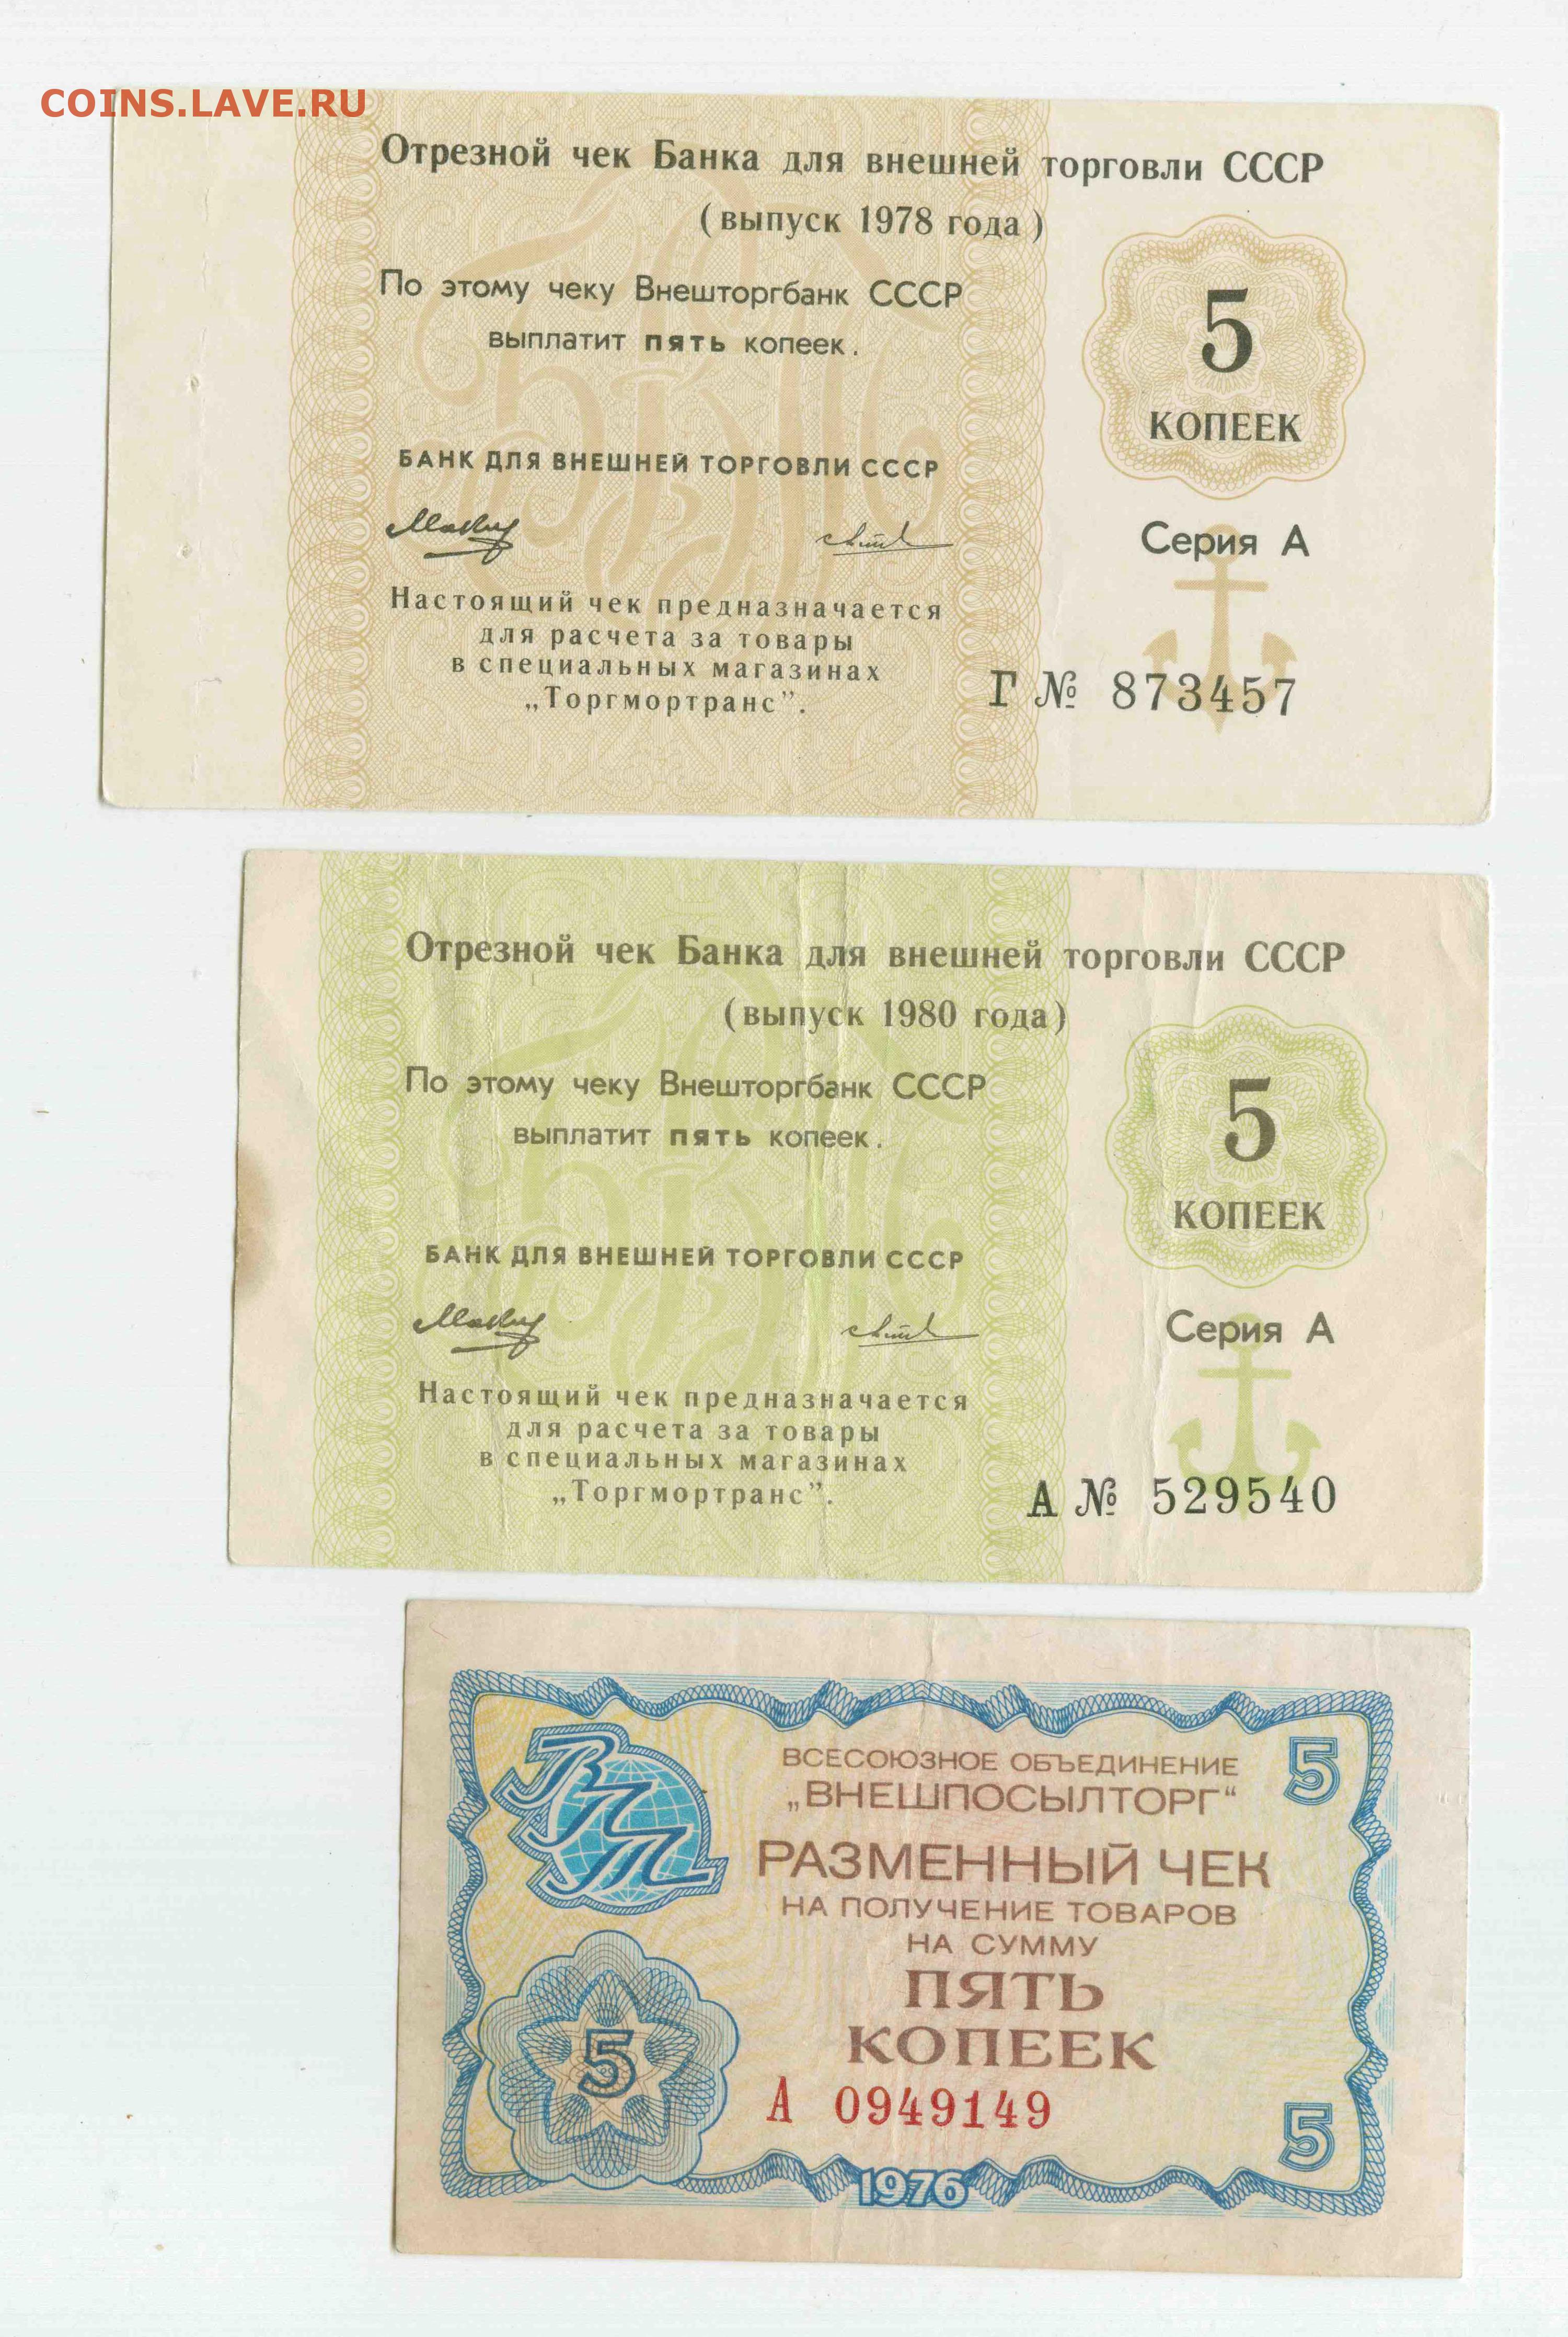 COINS.LAVE.RU
Отрезной чек Банка для внешней торговли СССР
(выпуск 1978 года)
По этому чеку Внешторгбанк СССР
выплатит пять копеек.
5
КОПЕЕК
БАНК ДЛЯ ВНЕШНЕЙ ТОРГОВЛИ СССР
Серия А
Настоящий чек предназначается
для расчета за товары
в специальных магазинах
„Торгмортранс".
Г № 873457
Отрезной чек Банка для внешней торговли СССР
(выпуск 1980 года)
По этому чеку Внешторгбанк СССР
выплатит пять копеек.
5
КОПЕЕК
БАНК ДЛЯ ВНЕШНЕЙ ТОРГОВЛИ СССР
Серия А
Настоящий чек предназначается
для расчета за товары
в специальных магазинах
„Торгмортранс".
А № 529540
ВПТ
ВСЕСОЮЗНОЕ ОБЪЕДИНЕНИЕ
„ВНЕШПОСЫЛТОРГ“
5
РАЗМЕННЫЙ ЧЕК
НА ПОЛУЧЕНИЕ ТОВАРОВ
НА СУММУ
ПЯТЬ
КОПЕЕК
5
А 0949149
5
1976